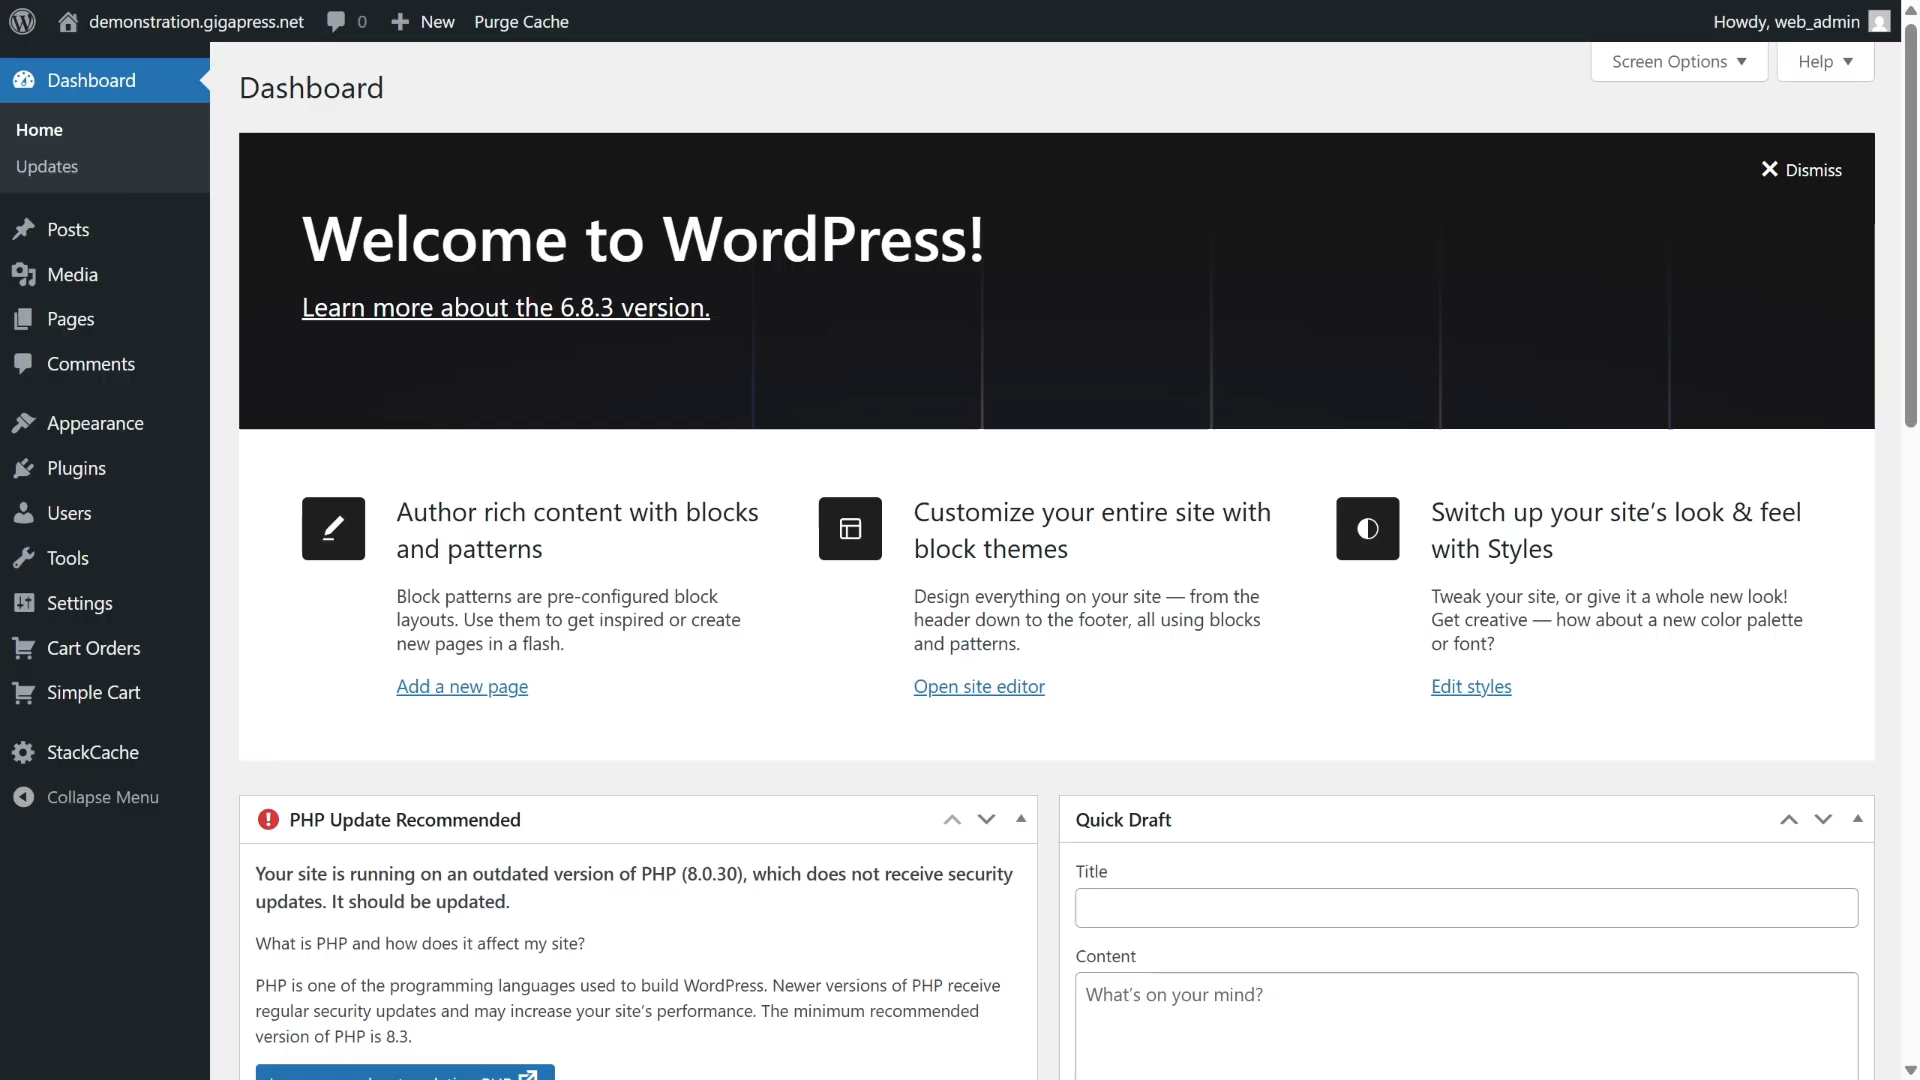 demonstration.gigapress.net
0
New
Purge Cache
Howdy, web_admin
Dashboard
Home
Updates
Posts
Media
Pages
Comments
Appearance
Plugins
Users
Tools
Settings
Cart Orders
Simple Cart
StackCache
Collapse Menu
Screen Options
Help
Dashboard
Dismiss
Welcome to WordPress!
Learn more about the 6.8.3 version.
Author rich content with blocks
and patterns
Block patterns are pre-configured block
layouts. Use them to get inspired or create
new pages in a flash.
Add a new page
Customize your entire site with
block themes
Design everything on your site — from the
header down to the footer, all using blocks
and patterns.
Open site editor
Switch up your site’s look & feel
with Styles
Tweak your site, or give it a whole new look!
Get creative — how about a new color palette
or font?
Edit styles
PHP Update Recommended
Your site is running on an outdated version of PHP (8.0.30), which does not receive security
updates. It should be updated.
What is PHP and how does it affect my site?
PHP is one of the programming languages used to build WordPress. Newer versions of PHP receive
regular security updates and may increase your site’s performance. The minimum recommended
version of PHP is 8.3.
Quick Draft
Title
Content
What’s on your mind?